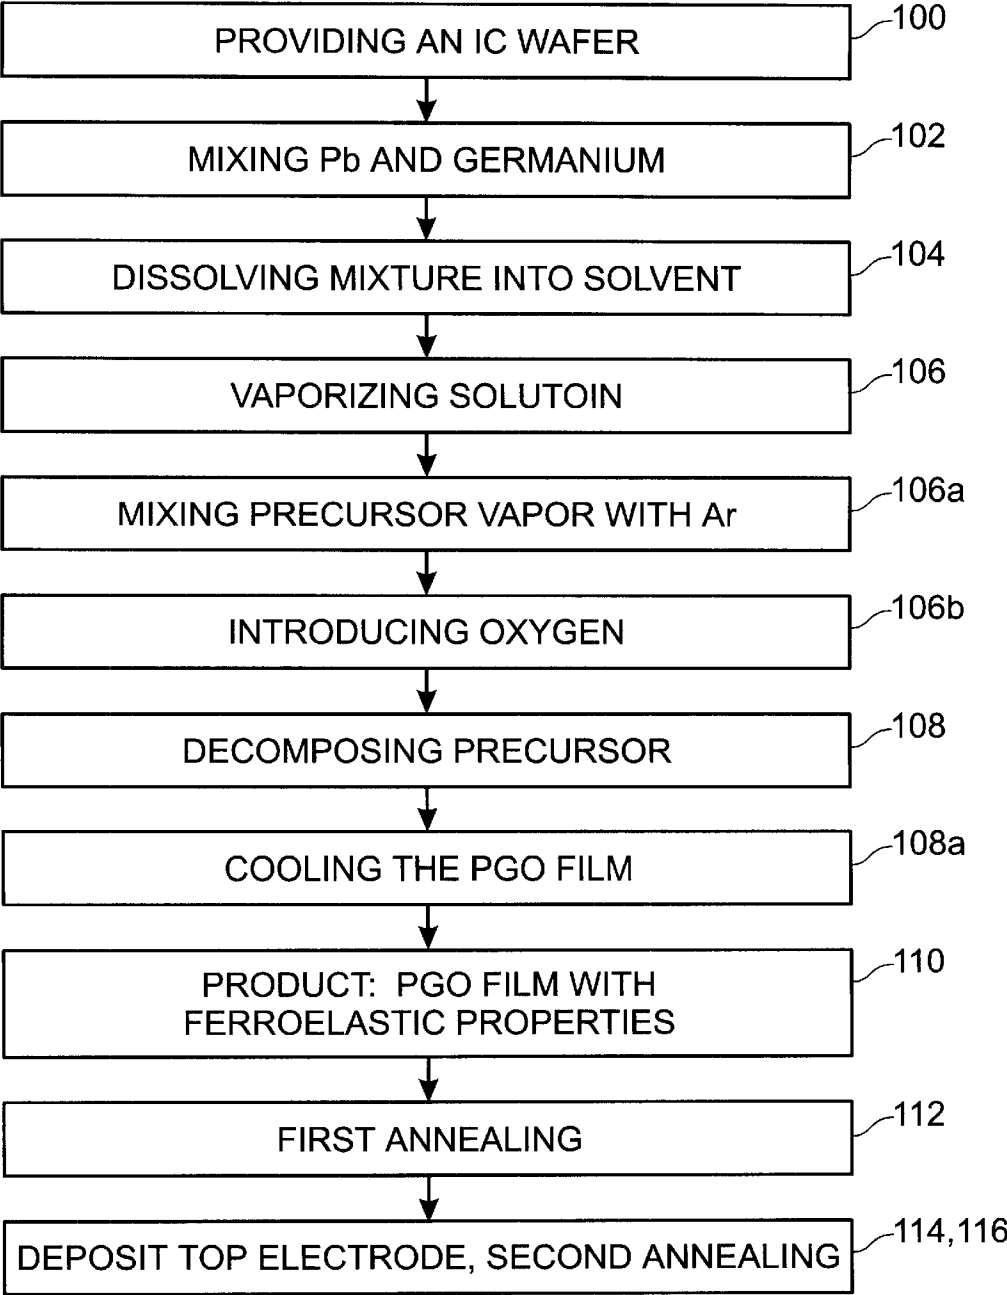 PROVIDING AN IC WAFER
100
MIXING Pb AND GERMANIUM
102
DISSOLVING MIXTURE INTO SOLVENT
104
VAPORIZING SOLUTOIN
106
MIXING PRECURSOR VAPOR WITH Ar
106a
INTRODUCING OXYGEN
106b
DECOMPOSING PRECURSOR
108
COOLING THE PGO FILM
108a
PRODUCT: PGO FILM WITH
FERROELASTIC PROPERTIES
110
FIRST ANNEALING
112
DEPOSIT TOP ELECTRODE, SECOND ANNEALING
114,116